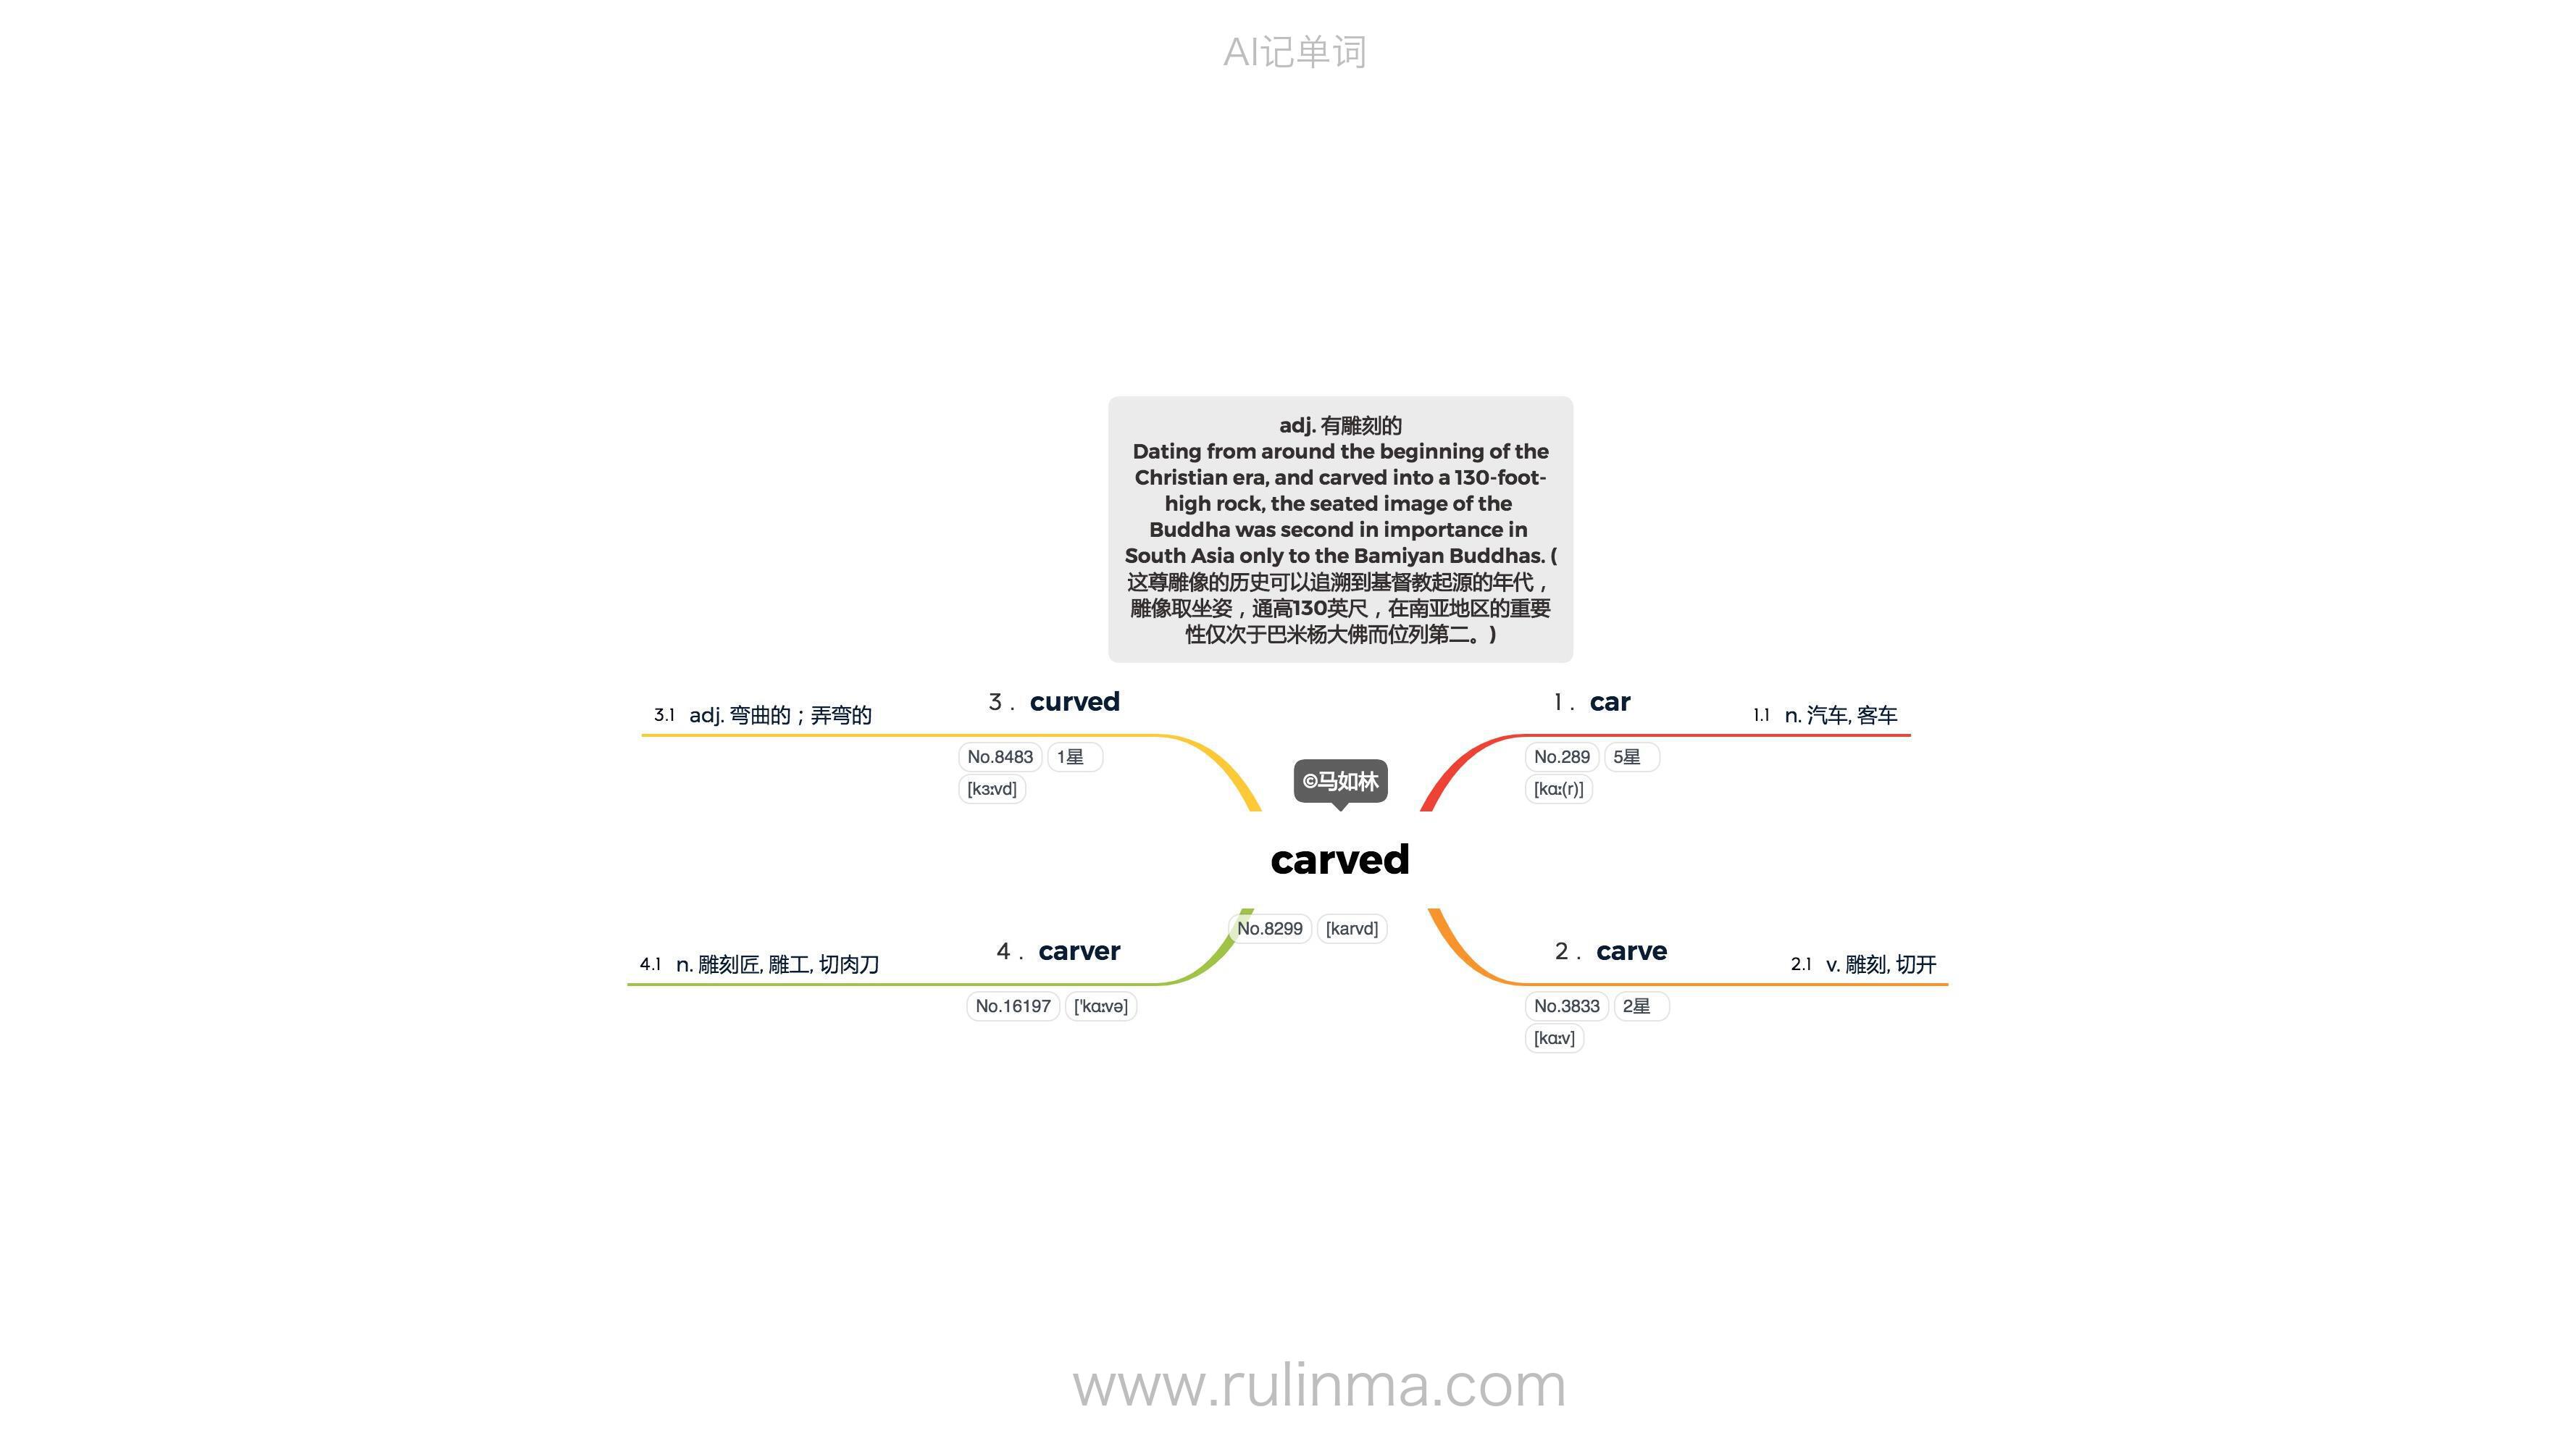 AI记单词
adj. 有雕刻的
Dating from around the beginning of the
Christian era, and carved into a 130-foot-
high rock, the seated image of the
Buddha was second in importance in
South Asia only to the Bamiyan Buddhas. (
这尊雕像的历史可以追溯到基督教起源的年代，
雕像取坐姿，通高130英尺，在南亚地区的重要
性仅次于巴米杨大佛而位列第二。)
3.1 adj. 弯曲的；弄弯的
3 . curved
No.8483 1星
[kɜːvd]
1 . car
1.1 n. 汽车, 客车
No.289 5星
[kɑː(r)]
©马如林
carved
No.8299 [karvd]
4.1 n. 雕刻匠, 雕工, 切肉刀
4 . carver
No.16197 ['kɑːvə]
2 . carve
2.1 v. 雕刻, 切开
No.3833 2星
[kɑːv]
www.rulinma.com